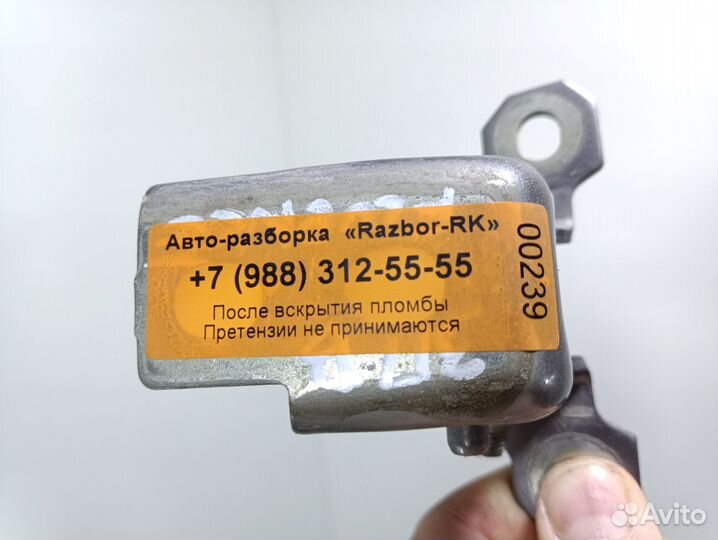 Авто-разборка «Razbor-RK»
+7 (988) 312-55-55
После вскрытия пломбы
Претензии не принимаются
00239
Avito